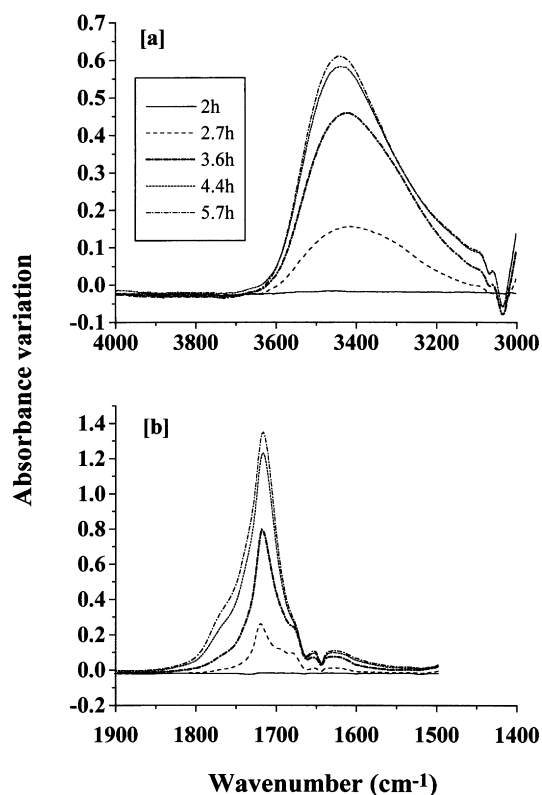 [a]
0.7
0.6
0.5
0.4
0.3
0.2
0.1
0.0
-0.1
2h
2.7h
3.6h
4.4h
5.7h
4000 3800 3600 3400 3200 3000
Absorbance variation
[b]
1.4
1.2
1.0
0.8
0.6
0.4
0.2
0.0
-0.2
1900 1800 1700 1600 1500 1400
Wavenumber (cm-1)